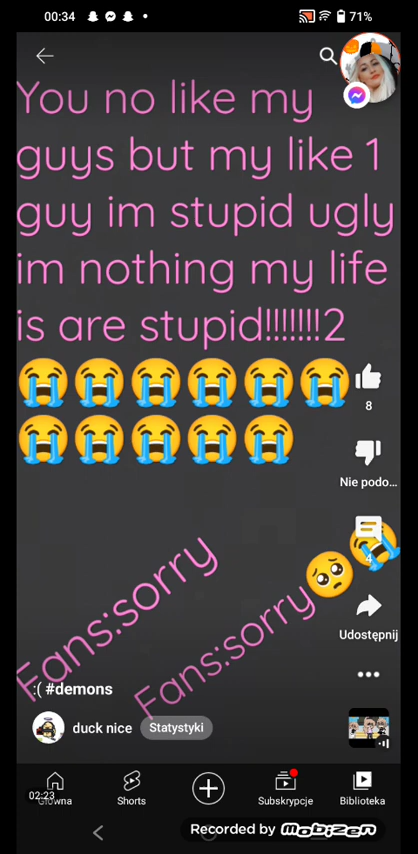 00:34 71%
You no like my
guys but my like 1
guy im stupid ugly
im nothing my life
is are stupid!!!!!!!2
😭😭😭😭😭😭
😭😭😭😭😭
8
Nie podo...
4
Fans:sorry
Fans:sorry🥺😭
Udostępnij
:( #demons
duck nice Statystyki
Główna Shorts Subskrypcje Biblioteka
02:23
Recorded by MOBIZEN